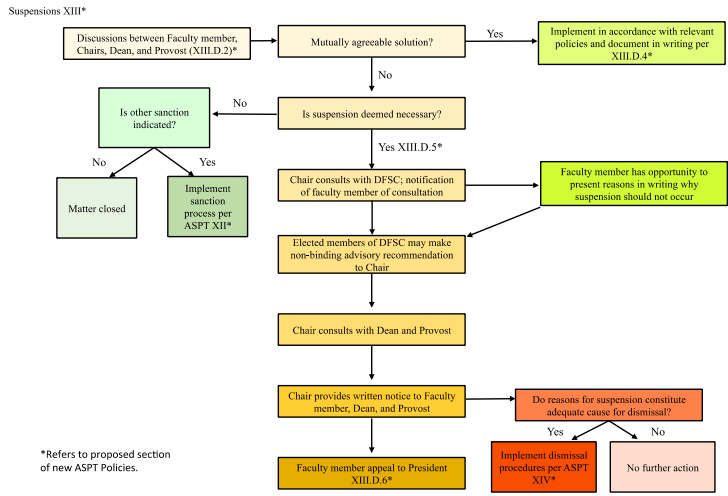 Suspensions XIII*
Discussions between Faculty member,
Chairs, Dean, and Provost (XIII.D.2)*
Mutually agreeable solution?
Yes
Implement in accordance with relevant
policies and document in writing per
XIII.D.4*
No
Is other sanction
indicated?
No
Is suspension deemed necessary?
Yes XIII.D.5*
No
Yes
Matter closed
Implement
sanction
process per
ASPT XII*
Chair consults with DFSC; notification
of faculty member of consultation
Faculty member has opportunity to
present reasons in writing why
suspension should not occur
Elected members of DFSC may make
non-binding advisory recommendation
to Chair
Chair consults with Dean and Provost
Chair provides written notice to Faculty
member, Dean, and Provost
Do reasons for suspension constitute
adequate cause for dismissal?
Yes
No
*Refers to proposed section
of new ASPT Policies.
Faculty member appeal to President
XIII.D.6*
Implement dismissal
procedures per ASPT
XIV*
No further action